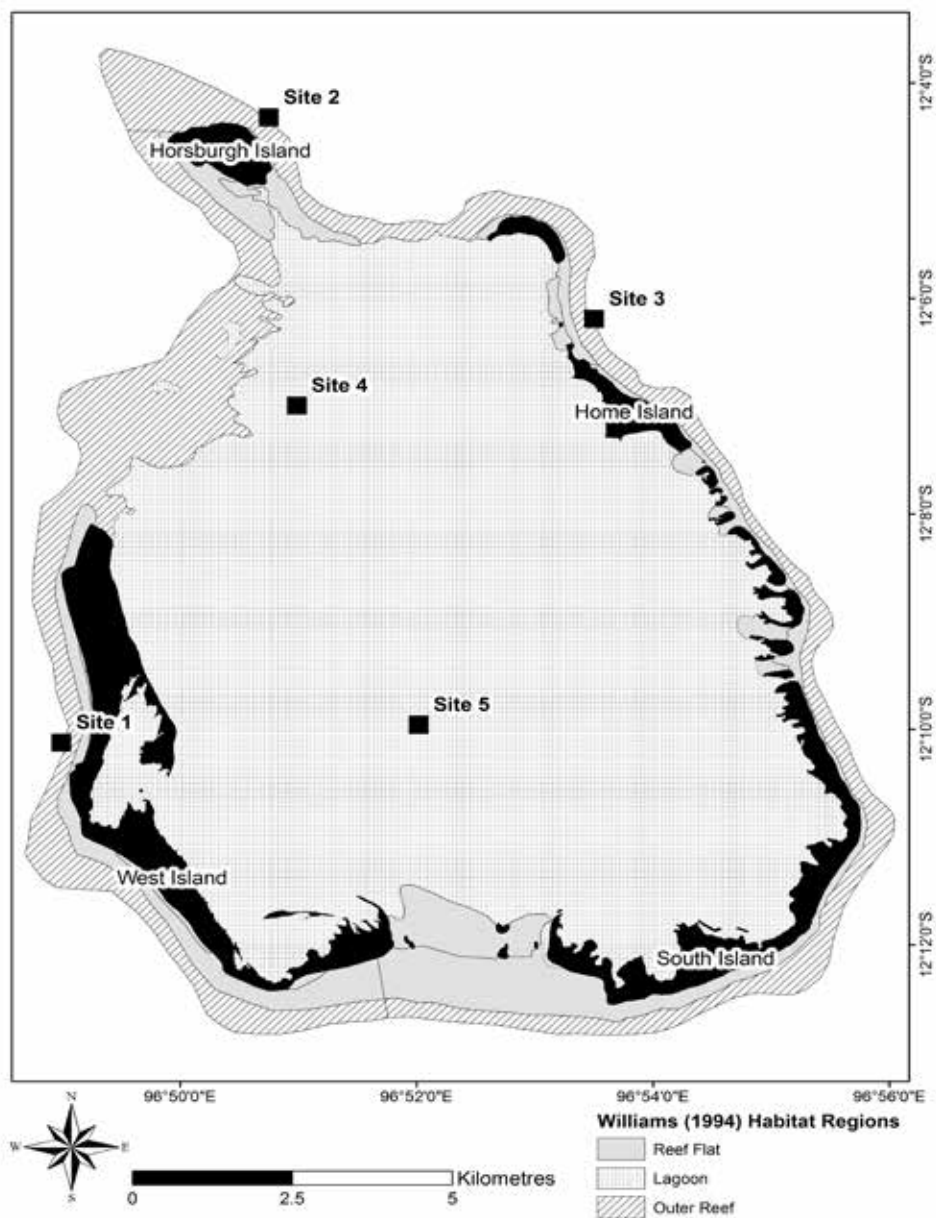 Site 2
12°4'0"S
Horsburgh Island
Site 3
12°6'0"S
Site 4
Home Island
12°8'0"S
Site 5
Site 1
12°10'0"S
West Island
South Island
12°12'0"S
96°50'0"E 96°52'0"E 96°54'0"E 96°56'0"E
N
W E
S
Williams (1994) Habitat Regions
Reef Flat
Lagoon
Outer Reef
Kilometres
0 2.5 5